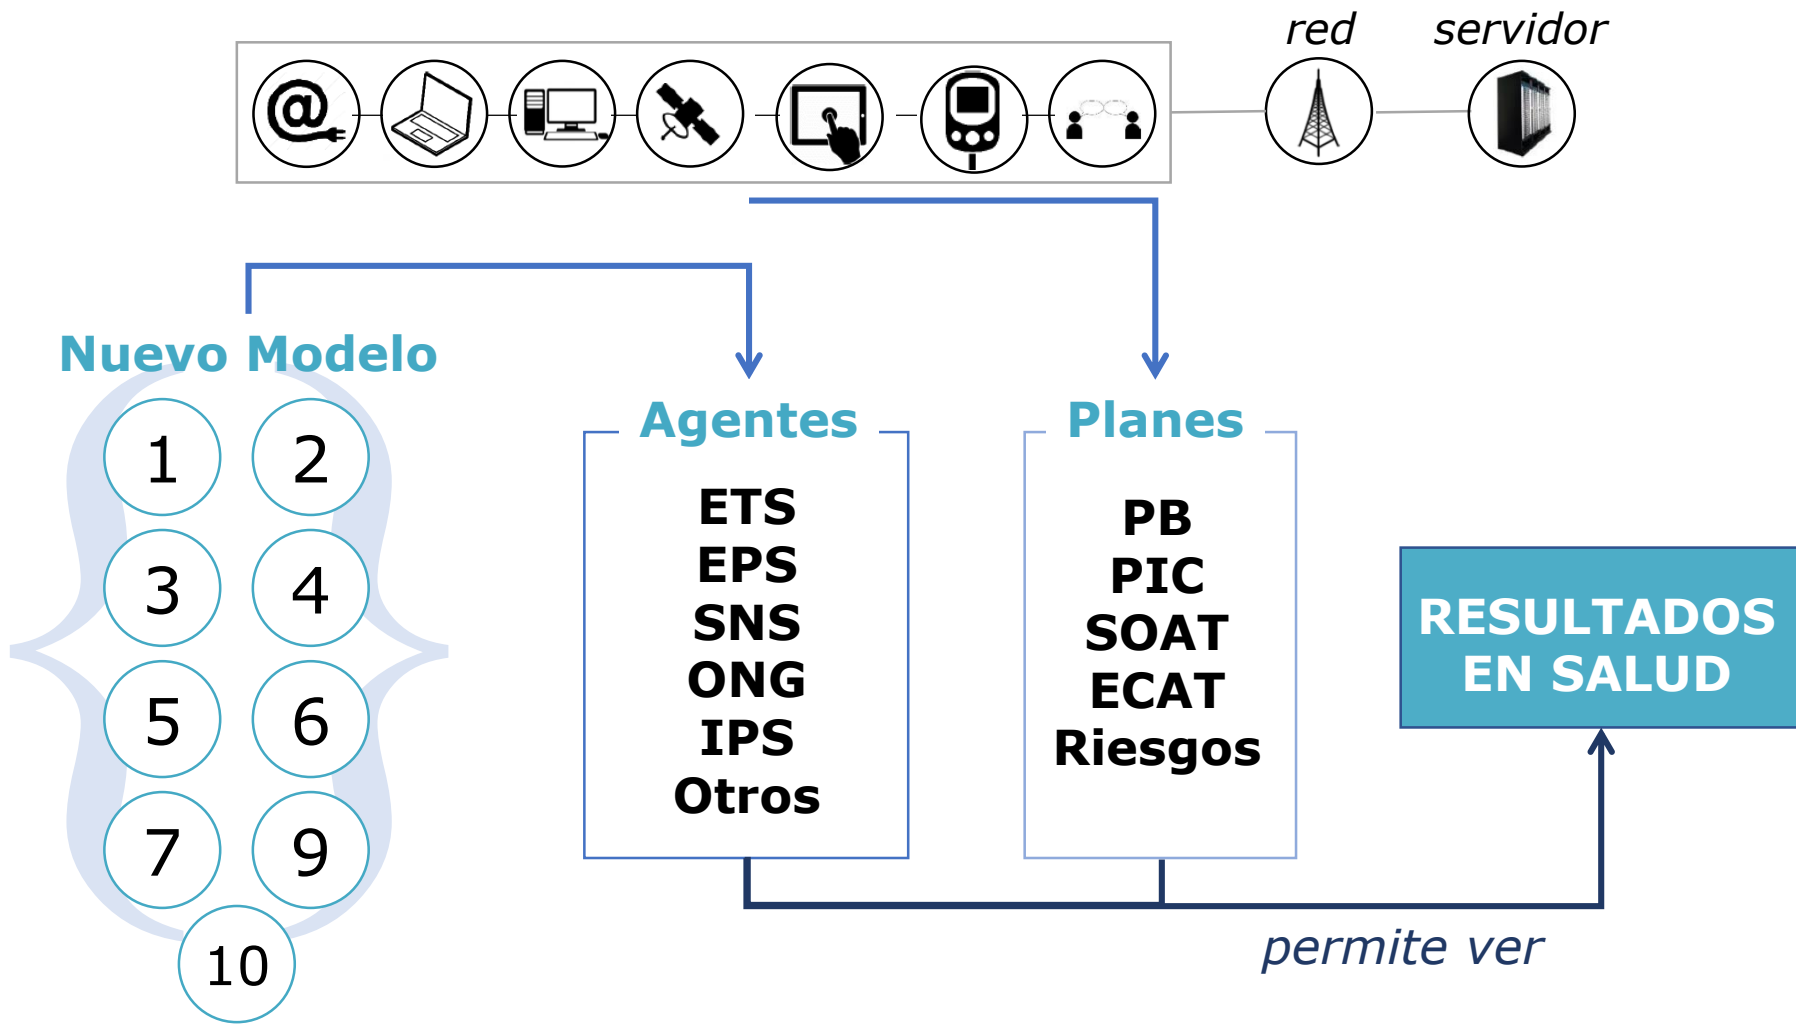 red
servidor
Nuevo Modelo
1
2
3
4
5
6
7
9
10
Agentes
ETS
EPS
SNS
ONG
IPS
Otros
Planes
PB
PIC
SOAT
ECAT
Riesgos
RESULTADOS
EN SALUD
permite ver